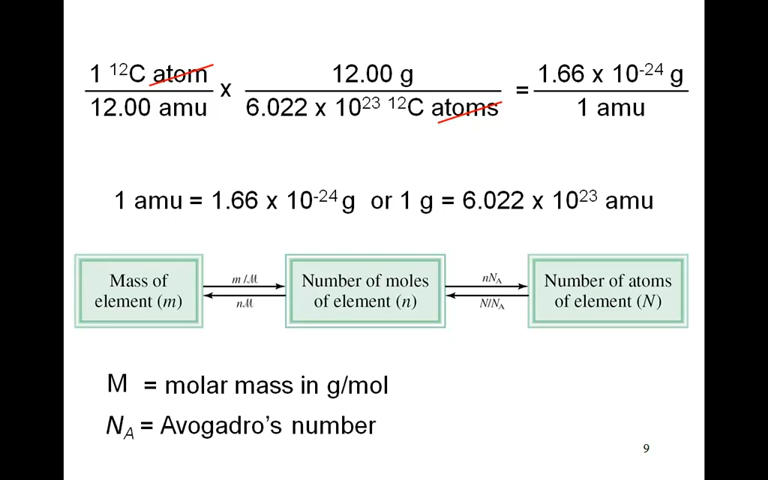 1 ¹²C atom
12.00 amu
x
12.00 g
6.022 x 10²³ ¹²C atoms
=
1.66 x 10⁻²⁴ g
1 amu
1 amu = 1.66 x 10⁻²⁴ g or 1 g = 6.022 x 10²³ amu
Mass of
element (m)
m/ℳ
nℳ
Number of moles
of element (n)
nN_A
N/N_A
Number of atoms
of element (N)
M = molar mass in g/mol
N_A = Avogadro's number
9